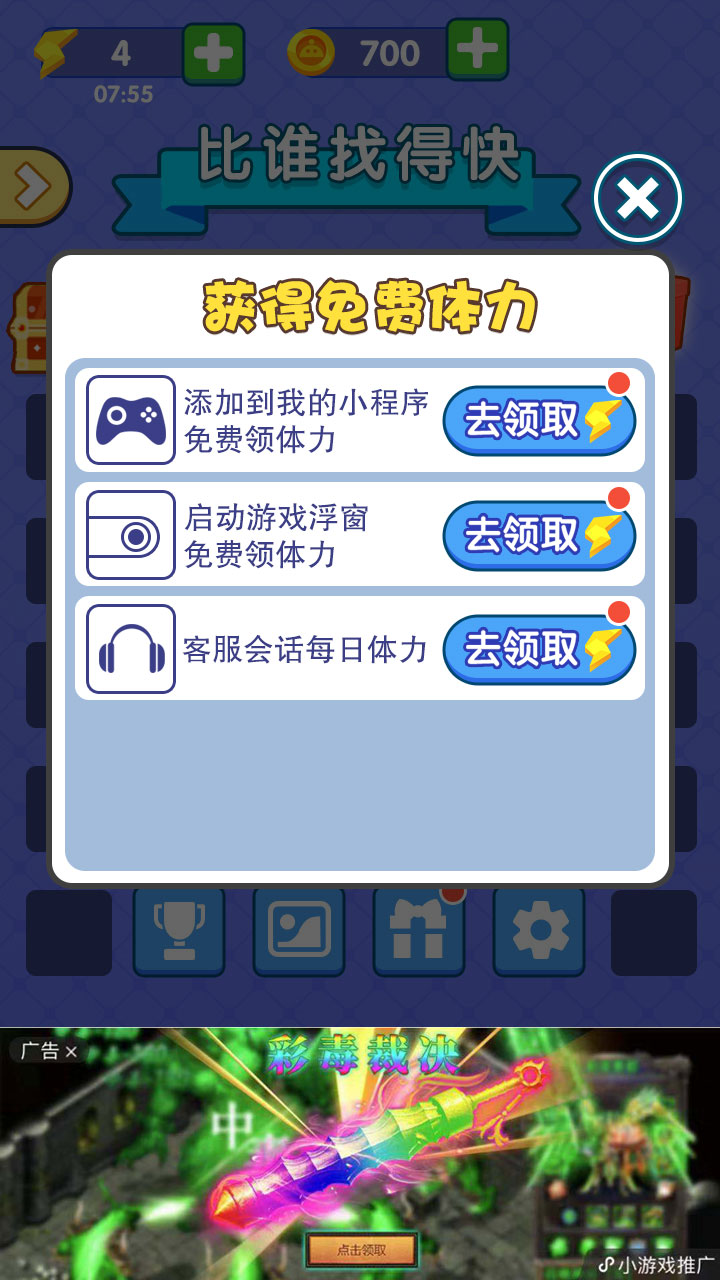 4
700
07:55
比谁找得快
获得免费体力
添加到我的小程序
免费领体力
去领取
启动游戏浮窗
免费领体力
去领取
客服会话每日体力
去领取
广告×
彩毒裁决
中
点击领取
小游戏推广